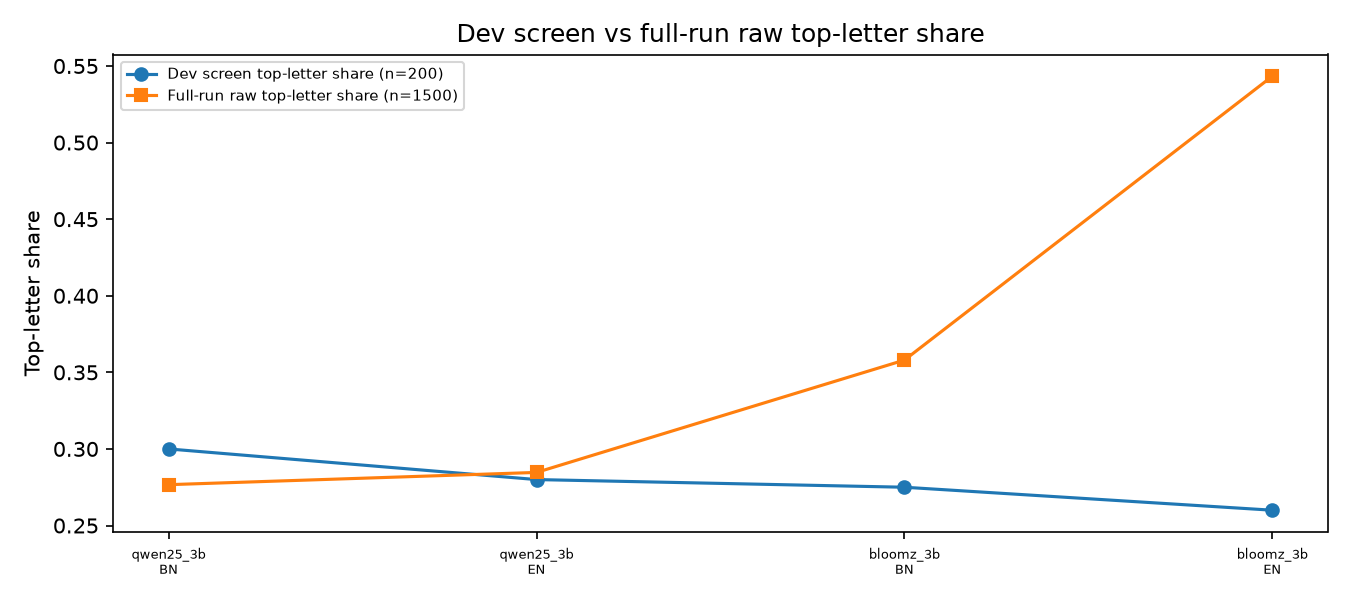 Dev screen vs full-run raw top-letter share
Dev screen top-letter share (n=200)
Full-run raw top-letter share (n=1500)
Top-letter share
0.55
0.50
0.45
0.40
0.35
0.30
0.25
qwen25_3b
BN
qwen25_3b
EN
bloomz_3b
BN
bloomz_3b
EN